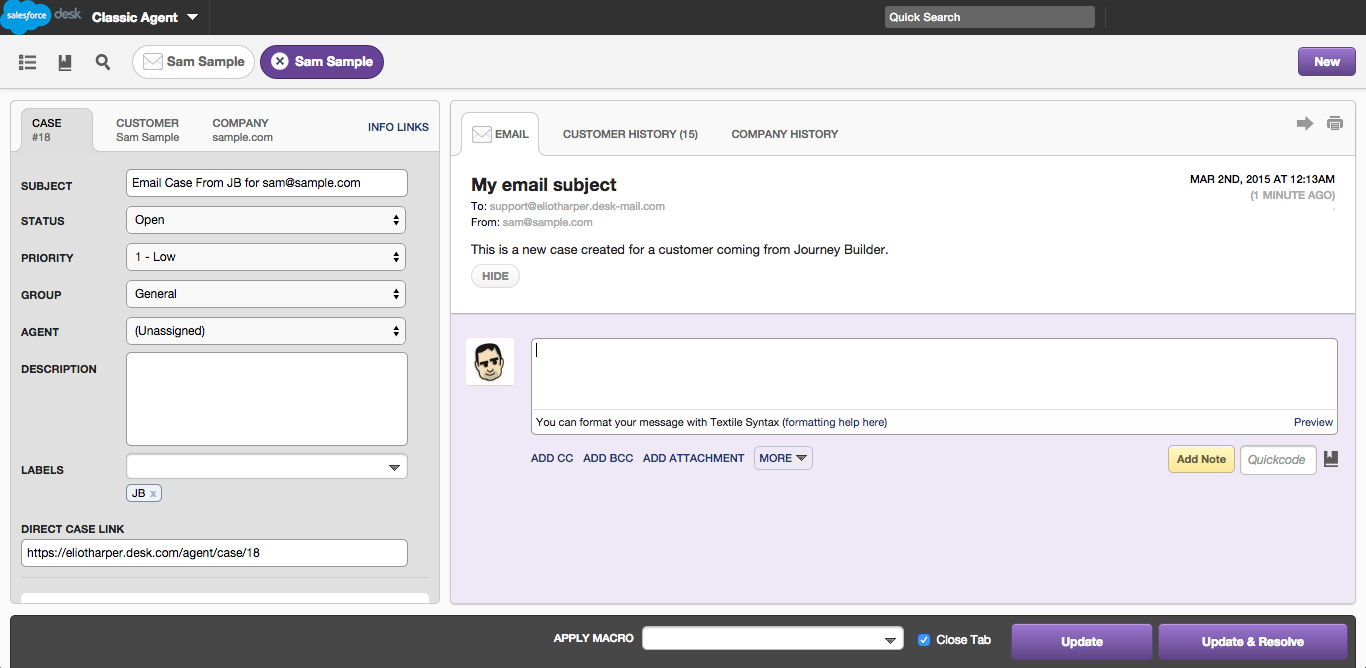 salesforce desk Classic Agent Quick Search
Sam Sample Sam Sample New
CASE
#18
CUSTOMER
Sam Sample
COMPANY
sample.com
INFO LINKS
SUBJECT Email Case From JB for sam@sample.com
STATUS Open
PRIORITY 1 - Low
GROUP General
AGENT (Unassigned)
DESCRIPTION
LABELS
JB x
DIRECT CASE LINK
https://eliotharper.desk.com/agent/case/18
EMAIL CUSTOMER HISTORY (15) COMPANY HISTORY
My email subject
MAR 2ND, 2015 AT 12:13AM
(1 MINUTE AGO)
To: support@eliotharper.desk-mail.com
From: sam@sample.com
This is a new case created for a customer coming from Journey Builder.
HIDE
You can format your message with Textile Syntax (formatting help here) Preview
ADD CC ADD BCC ADD ATTACHMENT MORE Add Note Quickcode
APPLY MACRO Close Tab Update Update & Resolve